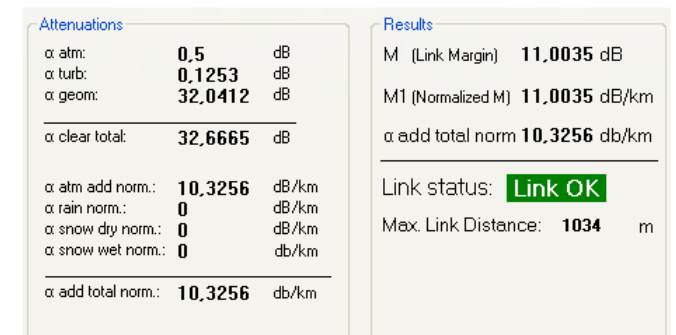 Attenuations
α atm: 0,5 dB
α turb: 0,1253 dB
α geom: 32,0412 dB
α clear total: 32,6665 dB
α atm add norm.: 10,3256 dB/km
α rain norm.: 0 dB/km
α snow dry norm.: 0 dB/km
α snow wet norm.: 0 db/km
α add total norm.: 10,3256 db/km
Results
M (Link Margin) 11,0035 dB
M1 (Normalized M) 11,0035 dB/km
α add total norm 10,3256 db/km
Link status: Link OK
Max. Link Distance: 1034 m